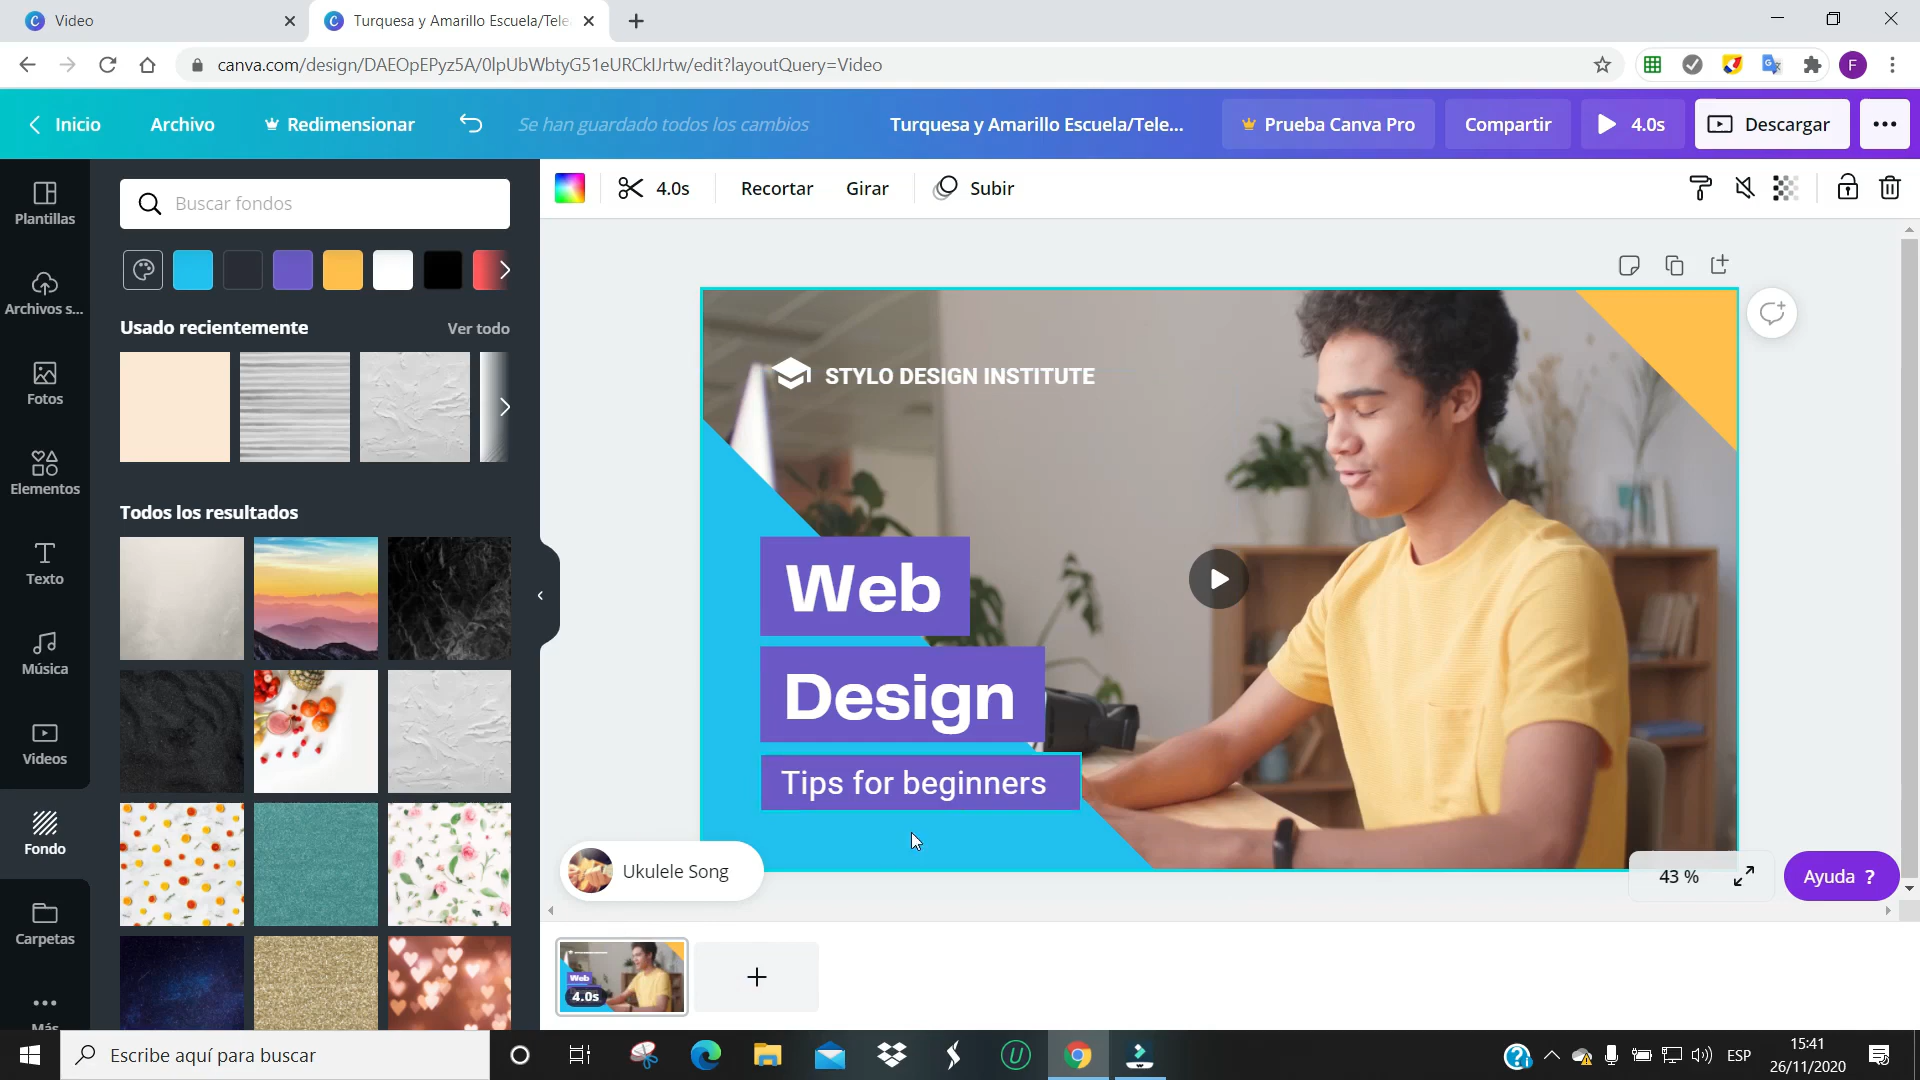 Video
Turquesa y Amarillo Escuela/Tele
canva.com/design/DAEOpEPyz5A/0lpUbWbtyG51eURCkIJrtw/edit?layoutQuery=Video
F
Inicio
Archivo
Redimensionar
Se han guardado todos los cambios
Turquesa y Amarillo Escuela/Tele...
Prueba Canva Pro
Compartir
4.0s
Descargar
Plantillas
Archivos s...
Fotos
Elementos
Texto
Música
Videos
Fondo
Carpetas
Más
Buscar fondos
Usado recientemente
Ver todo
Todos los resultados
4.0s
Recortar
Girar
Subir
STYLO DESIGN INSTITUTE
Web
Design
Tips for beginners
Ukulele Song
43 %
Ayuda ?
Web
4.0s
Escribe aquí para buscar
ESP
15:41
26/11/2020